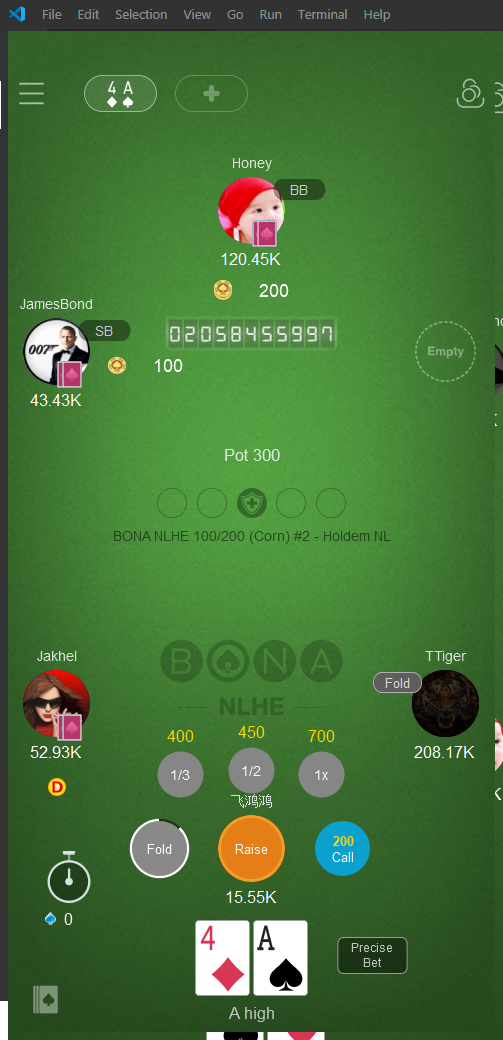 File Edit Selection View Go Run Terminal Help
4 A
Honey
BB
120.45K
200
JamesBond
SB
007
02058455997
Empty
100
43.43K
Pot 300
BONA NLHE 100/200 (Corn) #2 - Holdem NL
BONA
Jakhel
TTiger
Fold
NLHE
52.93K
208.17K
400 450 700
1/3 1/2 1x
D
飞鸿鸿
Fold
Raise
200
Call
15.55K
0
4 A
Precise
Bet
A high